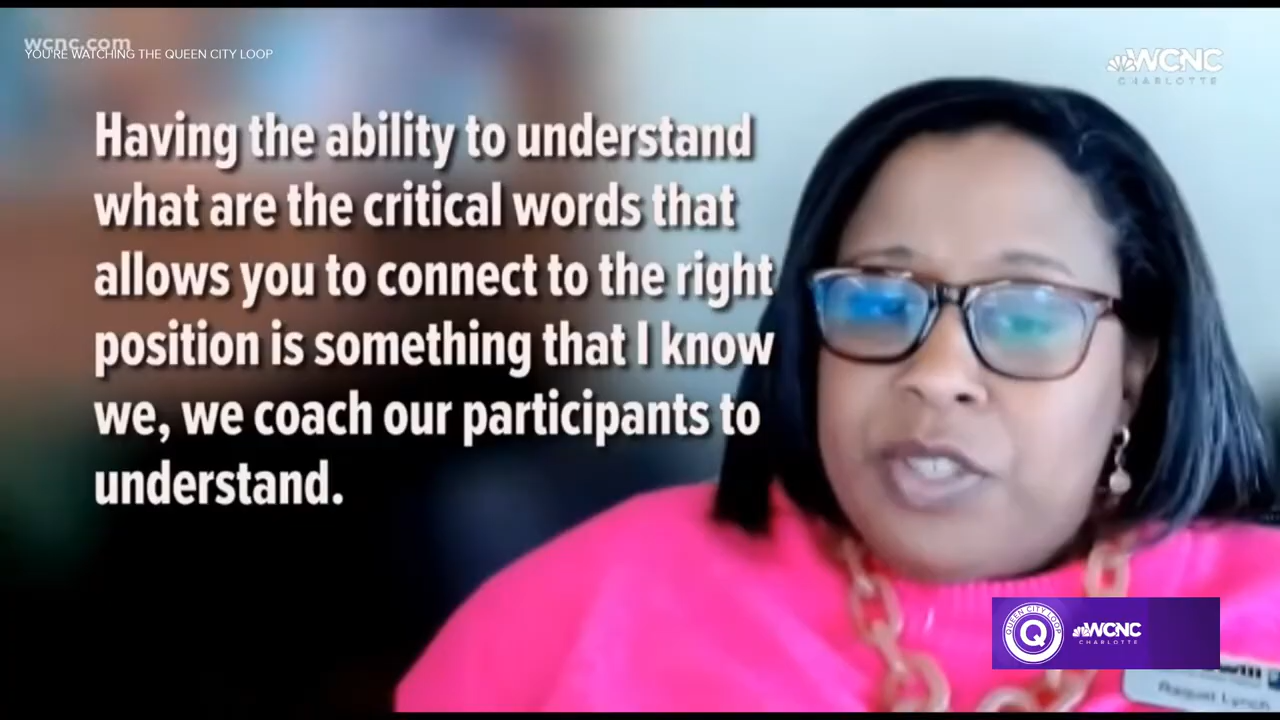 wcnc.com
YOU'RE WATCHING THE QUEEN CITY LOOP
WCNC
CHARLOTTE
Having the ability to understand
what are the critical words that
allows you to connect to the right
position is something that I know
we, we coach our participants to
understand.
QUEEN CITY LOOP
Q
WCNC
CHARLOTTE
Raquel Lynch